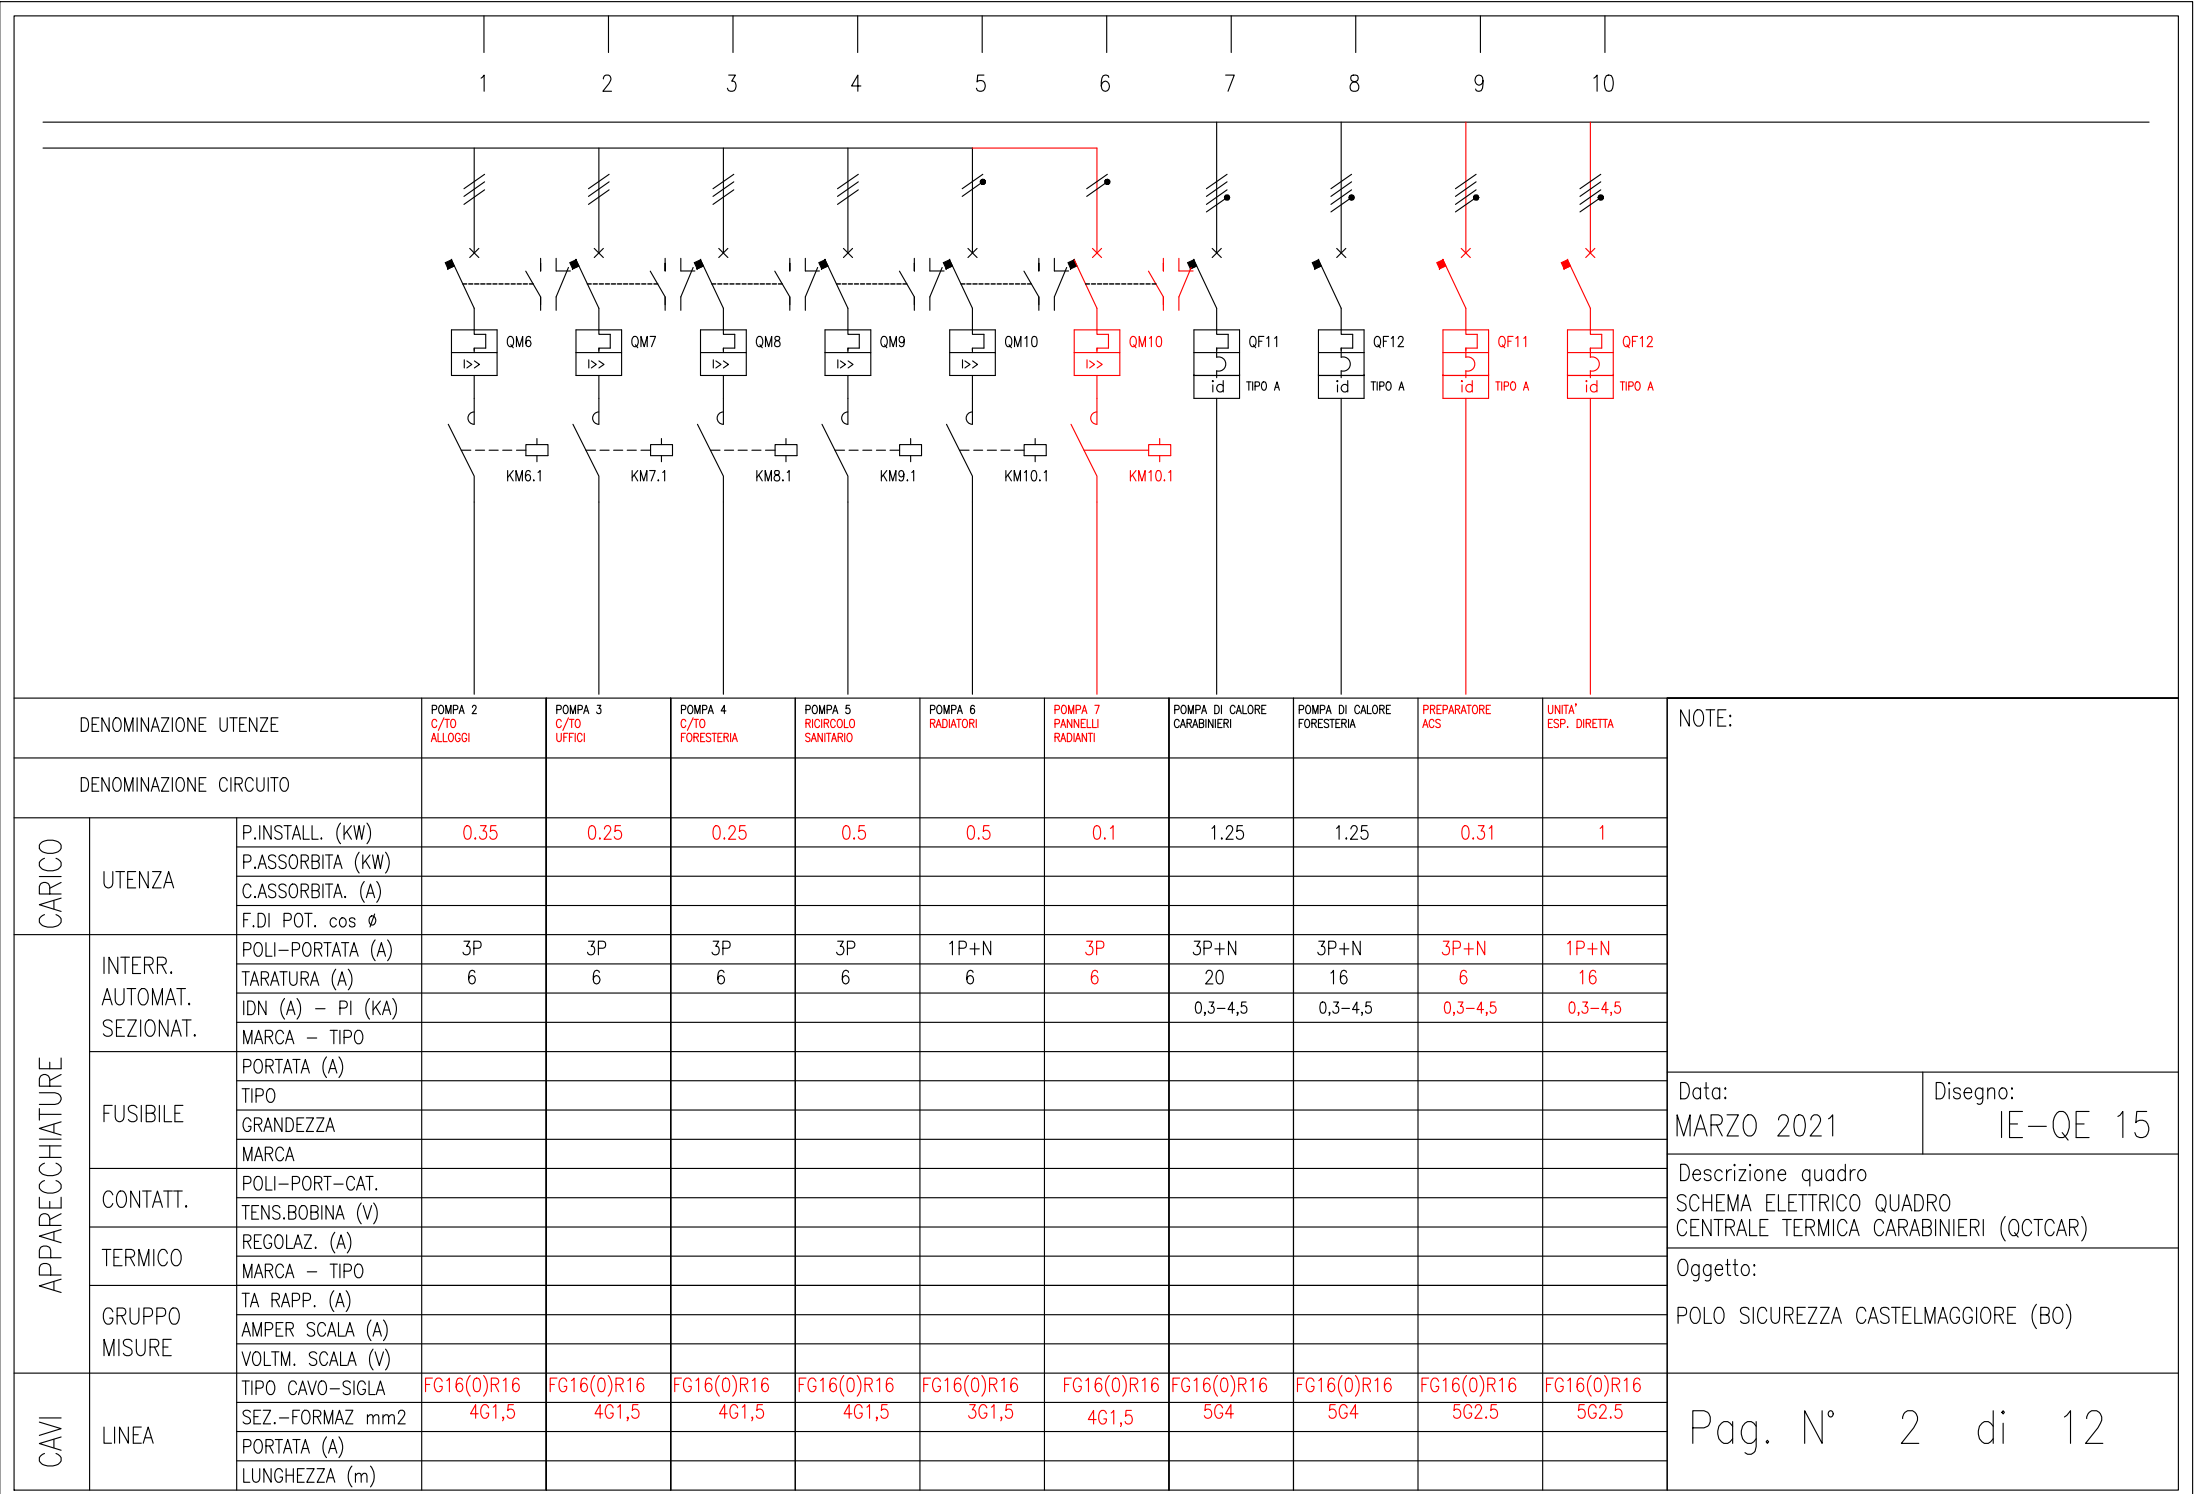 1 2 3 4 5 6 7 8 9 10
QM6 QM7 QM8 QM9 QM10 QM10 QF11 QF12 QF11 QF12
I>> I>> I>> I>> I>> I>>
id TIPO A id TIPO A id TIPO A id TIPO A
KM6.1 KM7.1 KM8.1 KM9.1 KM10.1 KM10.1
DENOMINAZIONE UTENZE
POMPA 2
C/TO
ALLOGGI
POMPA 3
C/TO
UFFICI
POMPA 4
C/TO
FORESTERIA
POMPA 5
RICIRCOLO
SANITARIO
POMPA 6
RADIATORI
POMPA 7
PANNELLI
RADIANTI
POMPA DI CALORE
CARABINIERI
POMPA DI CALORE
FORESTERIA
PREPARATORE
ACS
UNITA'
ESP. DIRETTA
DENOMINAZIONE CIRCUITO
CARICO
UTENZA
P.INSTALL. (KW) 0.35 0.25 0.25 0.5 0.5 0.1 1.25 1.25 0.31 1
P.ASSORBITA (KW)
C.ASSORBITA. (A)
F.DI POT. cos ø
APPARECCHIATURE
INTERR.
AUTOMAT.
SEZIONAT.
POLI-PORTATA (A) 3P 3P 3P 3P 1P+N 3P 3P+N 3P+N 3P+N 1P+N
TARATURA (A) 6 6 6 6 6 6 20 16 6 16
IDN (A) - PI (KA) 0,3-4,5 0,3-4,5 0,3-4,5 0,3-4,5
MARCA - TIPO
FUSIBILE
PORTATA (A)
TIPO
GRANDEZZA
MARCA
CONTATT.
POLI-PORT-CAT.
TENS.BOBINA (V)
TERMICO
REGOLAZ. (A)
MARCA - TIPO
GRUPPO
MISURE
TA RAPP. (A)
AMPER SCALA (A)
VOLTM. SCALA (V)
CAVI
LINEA
TIPO CAVO-SIGLA FG16(0)R16 FG16(0)R16 FG16(0)R16 FG16(0)R16 FG16(0)R16 FG16(0)R16 FG16(0)R16 FG16(0)R16 FG16(0)R16 FG16(0)R16
SEZ.-FORMAZ mm2 4G1,5 4G1,5 4G1,5 4G1,5 3G1,5 4G1,5 5G4 5G4 5G2.5 5G2.5
PORTATA (A)
LUNGHEZZA (m)
NOTE:
Data:
MARZO 2021
Disegno:
IE-QE 15
Descrizione quadro
SCHEMA ELETTRICO QUADRO
CENTRALE TERMICA CARABINIERI (QCTCAR)
Oggetto:
POLO SICUREZZA CASTELMAGGIORE (BO)
Pag. N° 2 di 12